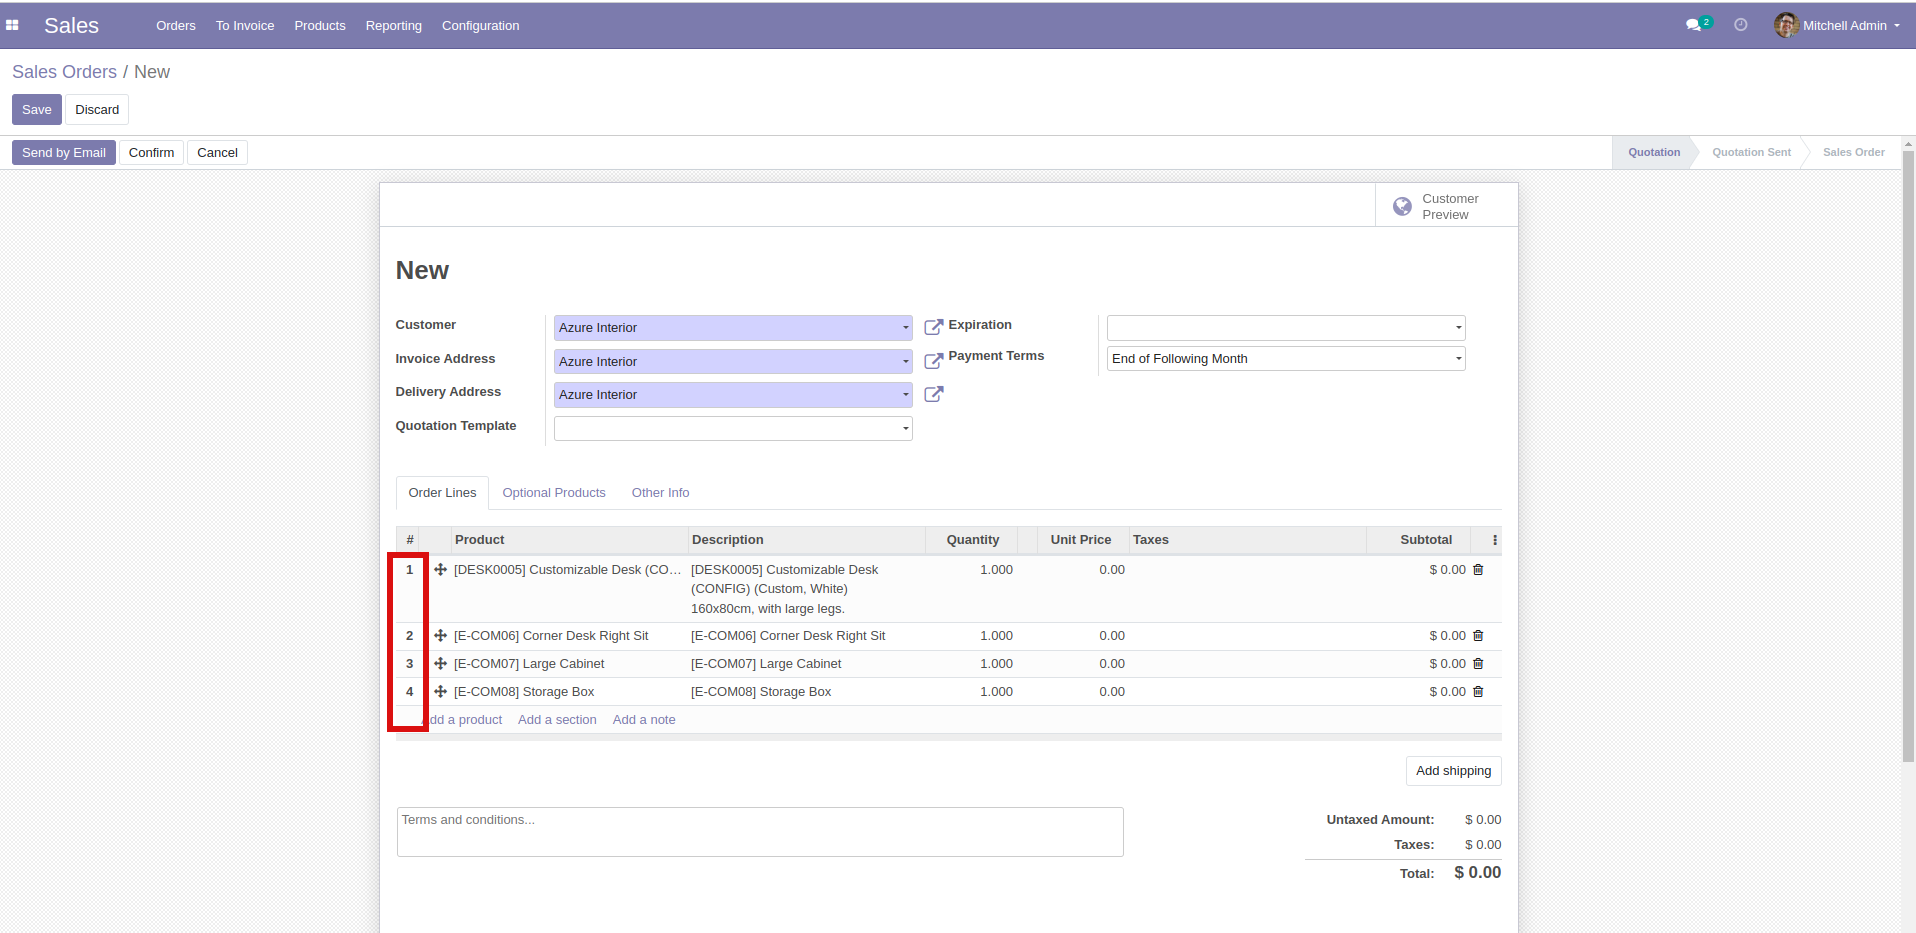 Sales Orders To Invoice Products Reporting Configuration 2 Mitchell Admin
Sales Orders / New
Save Discard
Send by Email Confirm Cancel Quotation Quotation Sent Sales Order
Customer
Preview
New
Customer Azure Interior Expiration
Invoice Address Azure Interior Payment Terms End of Following Month
Delivery Address Azure Interior
Quotation Template
Order Lines Optional Products Other Info
# Product Description Quantity Unit Price Taxes Subtotal
1 [DESK0005] Customizable Desk (CO... [DESK0005] Customizable Desk 1.000 0.00 $ 0.00
(CONFIG) (Custom, White)
160x80cm, with large legs.
2 [E-COM06] Corner Desk Right Sit [E-COM06] Corner Desk Right Sit 1.000 0.00 $ 0.00
3 [E-COM07] Large Cabinet [E-COM07] Large Cabinet 1.000 0.00 $ 0.00
4 [E-COM08] Storage Box [E-COM08] Storage Box 1.000 0.00 $ 0.00
Add a product Add a section Add a note
Add shipping
Terms and conditions... Untaxed Amount: $ 0.00
Taxes: $ 0.00
Total: $ 0.00